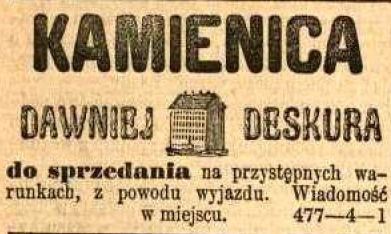 KAMIENICA
DAWNIEJ DESKURA
do sprzedania na przystępnych wa-
runkach, z powodu wyjazdu. Wiadomość
w miejscu. 477—4—1